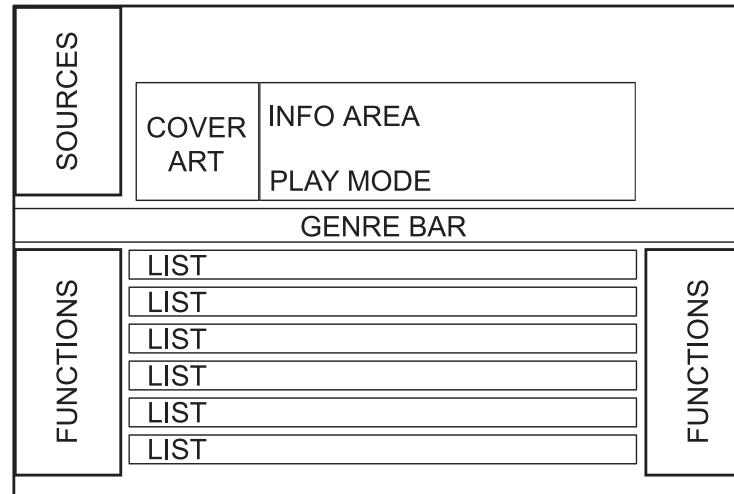 SOURCES
COVER
ART
INFO AREA
PLAY MODE
GENRE BAR
FUNCTIONS
LIST
LIST
LIST
LIST
LIST
LIST
FUNCTIONS